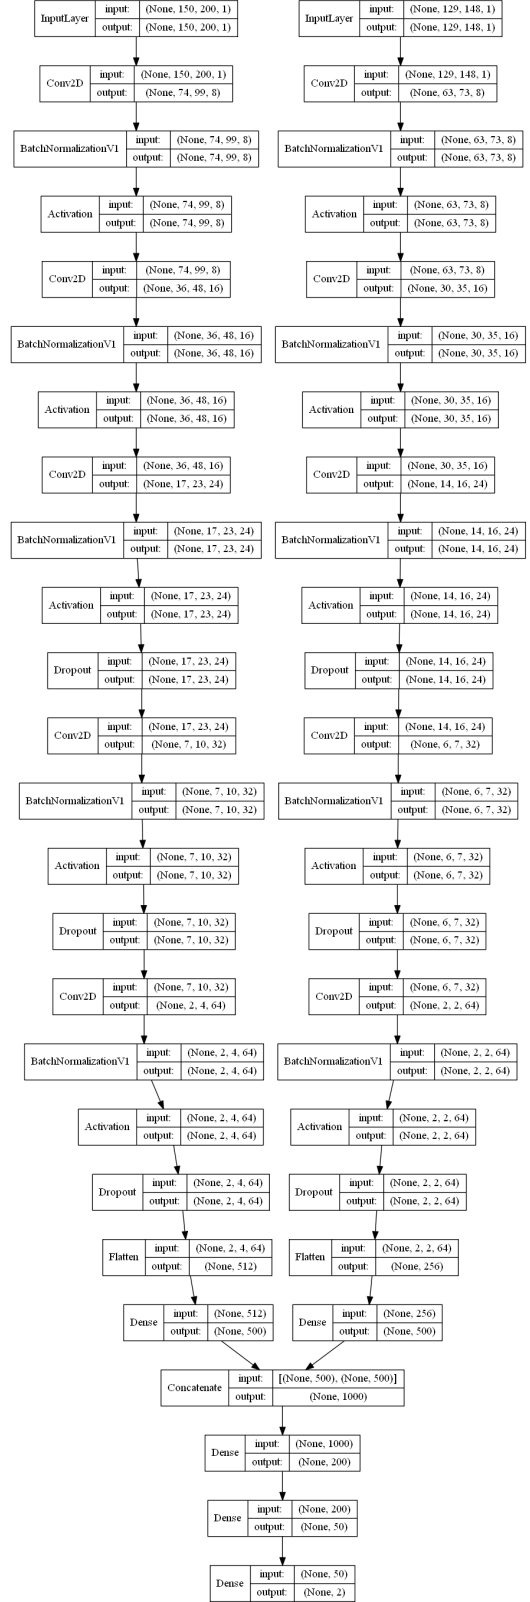 InputLayer input: (None, 150, 200, 1)
output: (None, 150, 200, 1)
InputLayer input: (None, 129, 148, 1)
output: (None, 129, 148, 1)
Conv2D input: (None, 150, 200, 1)
output: (None, 74, 99, 8)
Conv2D input: (None, 129, 148, 1)
output: (None, 63, 73, 8)
BatchNormalizationV1 input: (None, 74, 99, 8)
output: (None, 74, 99, 8)
BatchNormalizationV1 input: (None, 63, 73, 8)
output: (None, 63, 73, 8)
Activation input: (None, 74, 99, 8)
output: (None, 74, 99, 8)
Activation input: (None, 63, 73, 8)
output: (None, 63, 73, 8)
Conv2D input: (None, 74, 99, 8)
output: (None, 36, 48, 16)
Conv2D input: (None, 63, 73, 8)
output: (None, 30, 35, 16)
BatchNormalizationV1 input: (None, 36, 48, 16)
output: (None, 36, 48, 16)
BatchNormalizationV1 input: (None, 30, 35, 16)
output: (None, 30, 35, 16)
Activation input: (None, 36, 48, 16)
output: (None, 36, 48, 16)
Activation input: (None, 30, 35, 16)
output: (None, 30, 35, 16)
Conv2D input: (None, 36, 48, 16)
output: (None, 17, 23, 24)
Conv2D input: (None, 30, 35, 16)
output: (None, 14, 16, 24)
BatchNormalizationV1 input: (None, 17, 23, 24)
output: (None, 17, 23, 24)
BatchNormalizationV1 input: (None, 14, 16, 24)
output: (None, 14, 16, 24)
Activation input: (None, 17, 23, 24)
output: (None, 17, 23, 24)
Activation input: (None, 14, 16, 24)
output: (None, 14, 16, 24)
Dropout input: (None, 17, 23, 24)
output: (None, 17, 23, 24)
Dropout input: (None, 14, 16, 24)
output: (None, 14, 16, 24)
Conv2D input: (None, 17, 23, 24)
output: (None, 7, 10, 32)
Conv2D input: (None, 14, 16, 24)
output: (None, 6, 7, 32)
BatchNormalizationV1 input: (None, 7, 10, 32)
output: (None, 7, 10, 32)
BatchNormalizationV1 input: (None, 6, 7, 32)
output: (None, 6, 7, 32)
Activation input: (None, 7, 10, 32)
output: (None, 7, 10, 32)
Activation input: (None, 6, 7, 32)
output: (None, 6, 7, 32)
Dropout input: (None, 7, 10, 32)
output: (None, 7, 10, 32)
Dropout input: (None, 6, 7, 32)
output: (None, 6, 7, 32)
Conv2D input: (None, 7, 10, 32)
output: (None, 2, 4, 64)
Conv2D input: (None, 6, 7, 32)
output: (None, 2, 2, 64)
BatchNormalizationV1 input: (None, 2, 4, 64)
output: (None, 2, 4, 64)
BatchNormalizationV1 input: (None, 2, 2, 64)
output: (None, 2, 2, 64)
Activation input: (None, 2, 4, 64)
output: (None, 2, 4, 64)
Activation input: (None, 2, 2, 64)
output: (None, 2, 2, 64)
Dropout input: (None, 2, 4, 64)
output: (None, 2, 4, 64)
Dropout input: (None, 2, 2, 64)
output: (None, 2, 2, 64)
Flatten input: (None, 2, 4, 64)
output: (None, 512)
Flatten input: (None, 2, 2, 64)
output: (None, 256)
Dense input: (None, 512)
output: (None, 500)
Dense input: (None, 256)
output: (None, 500)
Concatenate input: [(None, 500), (None, 500)]
output: (None, 1000)
Dense input: (None, 1000)
output: (None, 200)
Dense input: (None, 200)
output: (None, 50)
Dense input: (None, 50)
output: (None, 2)